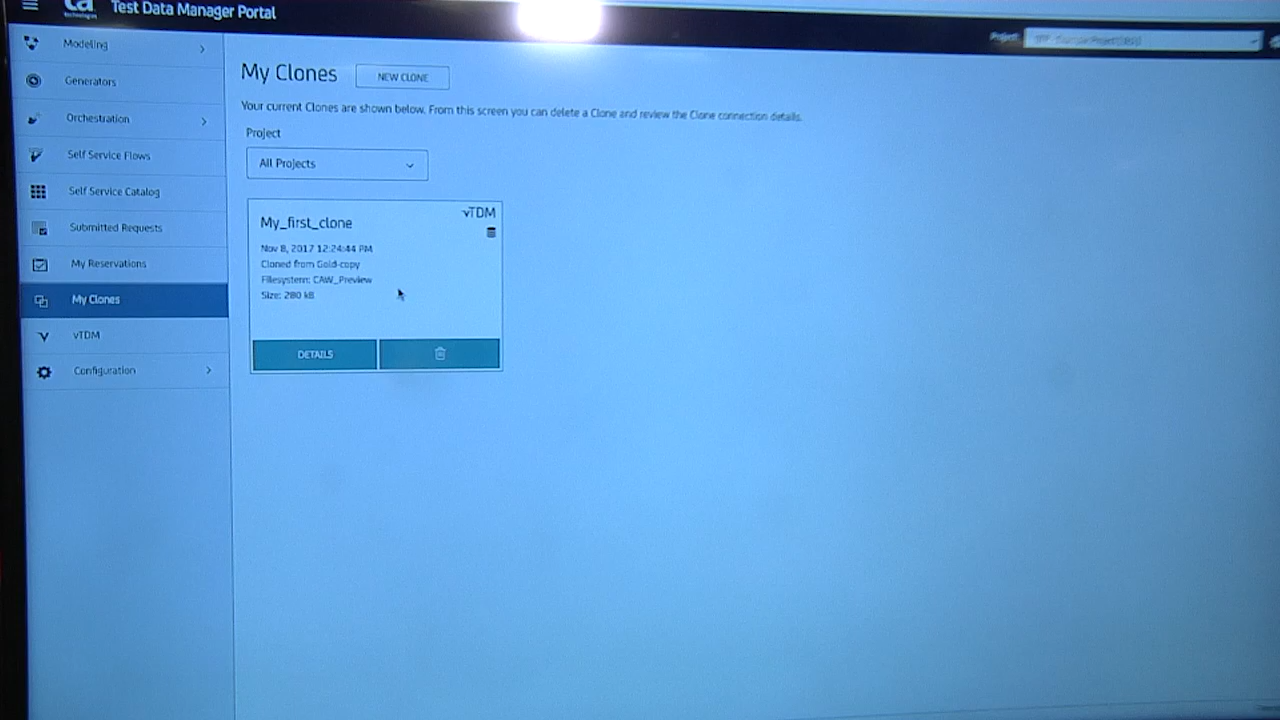 ca
technologies
Test Data Manager Portal
Project:
Modeling
Generators
Orchestration
Self Service Flows
Self Service Catalog
Submitted Requests
My Reservations
My Clones
vTDM
Configuration
My Clones
NEW CLONE
Your current Clones are shown below. From this screen you can delete a Clone and review the Clone connection details.
Project
All Projects
vTDM
My_first_clone
Nov 8, 2017 12:24:44 PM
Cloned from Gold-copy
Filesystem: CAW_Preview
Size: 280 kB
DETAILS